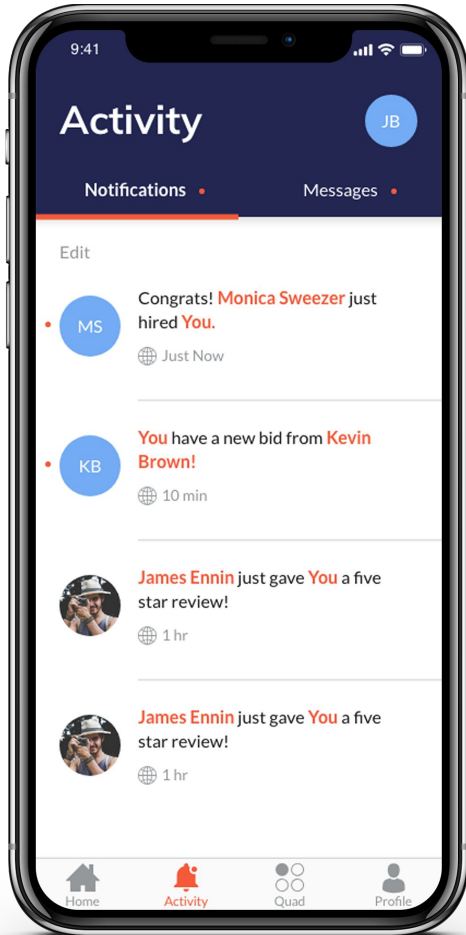 9:41
Activity
JB
Notifications
Messages
Edit
MS
Congrats! Monica Sweezer just
hired You.
Just Now
KB
You have a new bid from Kevin
Brown!
10 min
James Ennin just gave You a five
star review!
1 hr
James Ennin just gave You a five
star review!
1 hr
Home
Activity
Quad
Profile